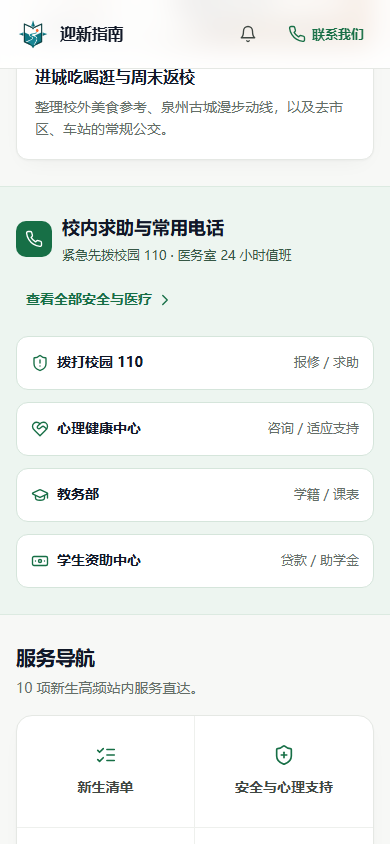 迎新指南
联系我们
进城吃喝逛与周末返校
整理校外美食参考、泉州古城漫步动线，以及去市
区、车站的常规公交。
校内求助与常用电话
紧急先拨校园 110 · 医务室 24 小时值班
查看全部安全与医疗
拨打校园 110
报修 / 求助
心理健康中心
咨询 / 适应支持
教务部
学籍 / 课表
学生资助中心
贷款 / 助学金
服务导航
10 项新生高频站内服务直达。
新生清单
安全与心理支持